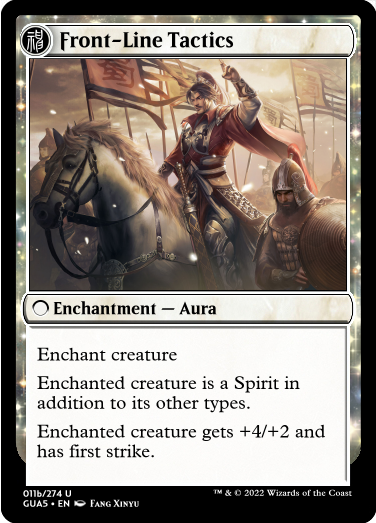 Front-Line Tactics
蜀
Enchantment — Aura
Enchant creature
Enchanted creature is a Spirit in
addition to its other types.
Enchanted creature gets +4/+2 and
has first strike.
011b/274 U
GUA5 • EN Fang Xinyu
™ & © 2022 Wizards of the Coast